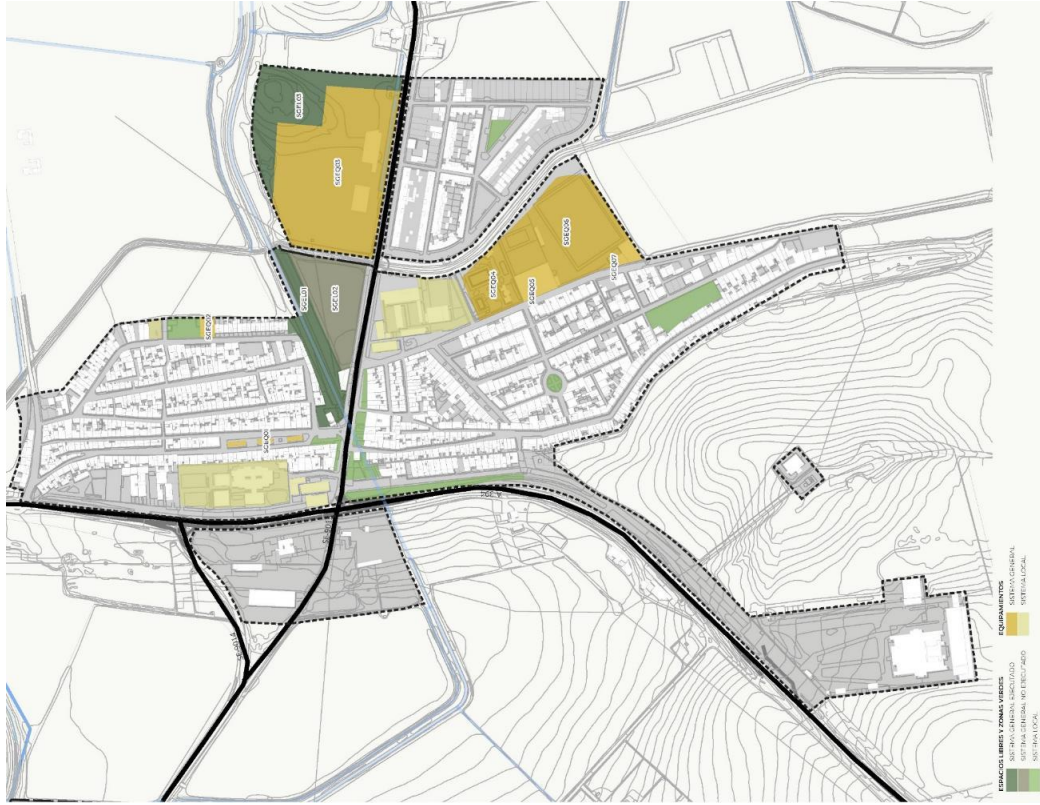 SGEL03
SGEQ03
SGEL01
SGEL02
SGEQ02
SGEQ04
SGEQ05
SGEQ06
SGEQ07
ESPACIOS LIBRES Y ZONAS VERDES
SISTEMA GENERAL EJECUTADO
SISTEMA GENERAL NO EJECUTADO
SISTEMA LOCAL
EQUIPAMIENTOS
SISTEMA GENERAL
SISTEMA LOCAL